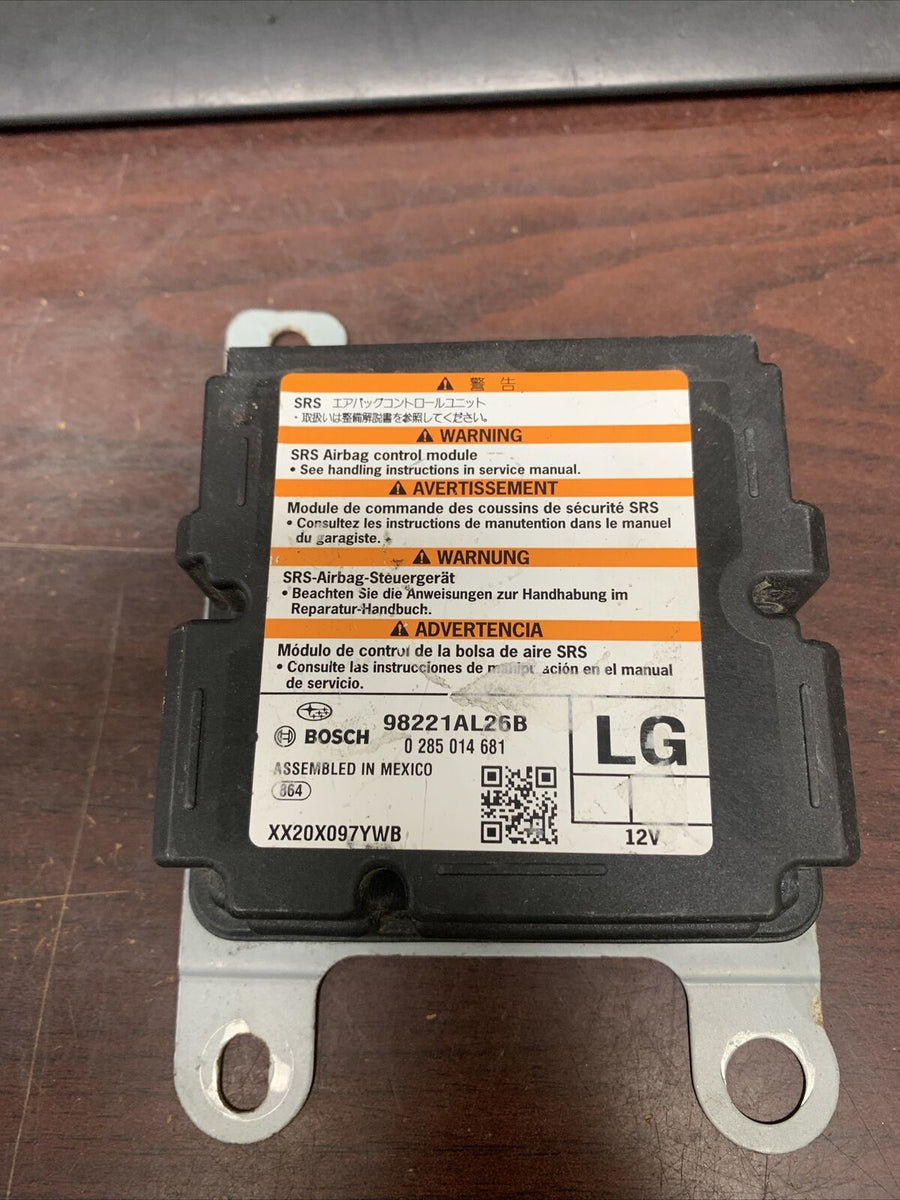 ⚠ 警 告
SRS エアバッグコントロールユニット
・取扱いは整備解説書を参照してください。
⚠ WARNING
SRS Airbag control module
• See handling instructions in service manual.
⚠ AVERTISSEMENT
Module de commande des coussins de sécurité SRS
• Consultez les instructions de manutention dans le manuel
du garagiste.
⚠ WARNUNG
SRS-Airbag-Steuergerät
• Beachten Sie die Anweisungen zur Handhabung im
Reparatur-Handbuch.
⚠ ADVERTENCIA
Módulo de control de la bolsa de aire SRS
• Consulte las instrucciones de manipulación en el manual
de servicio.
98221AL26B
BOSCH
0 285 014 681
LG
ASSEMBLED IN MEXICO
864
XX20X097YWB
12V